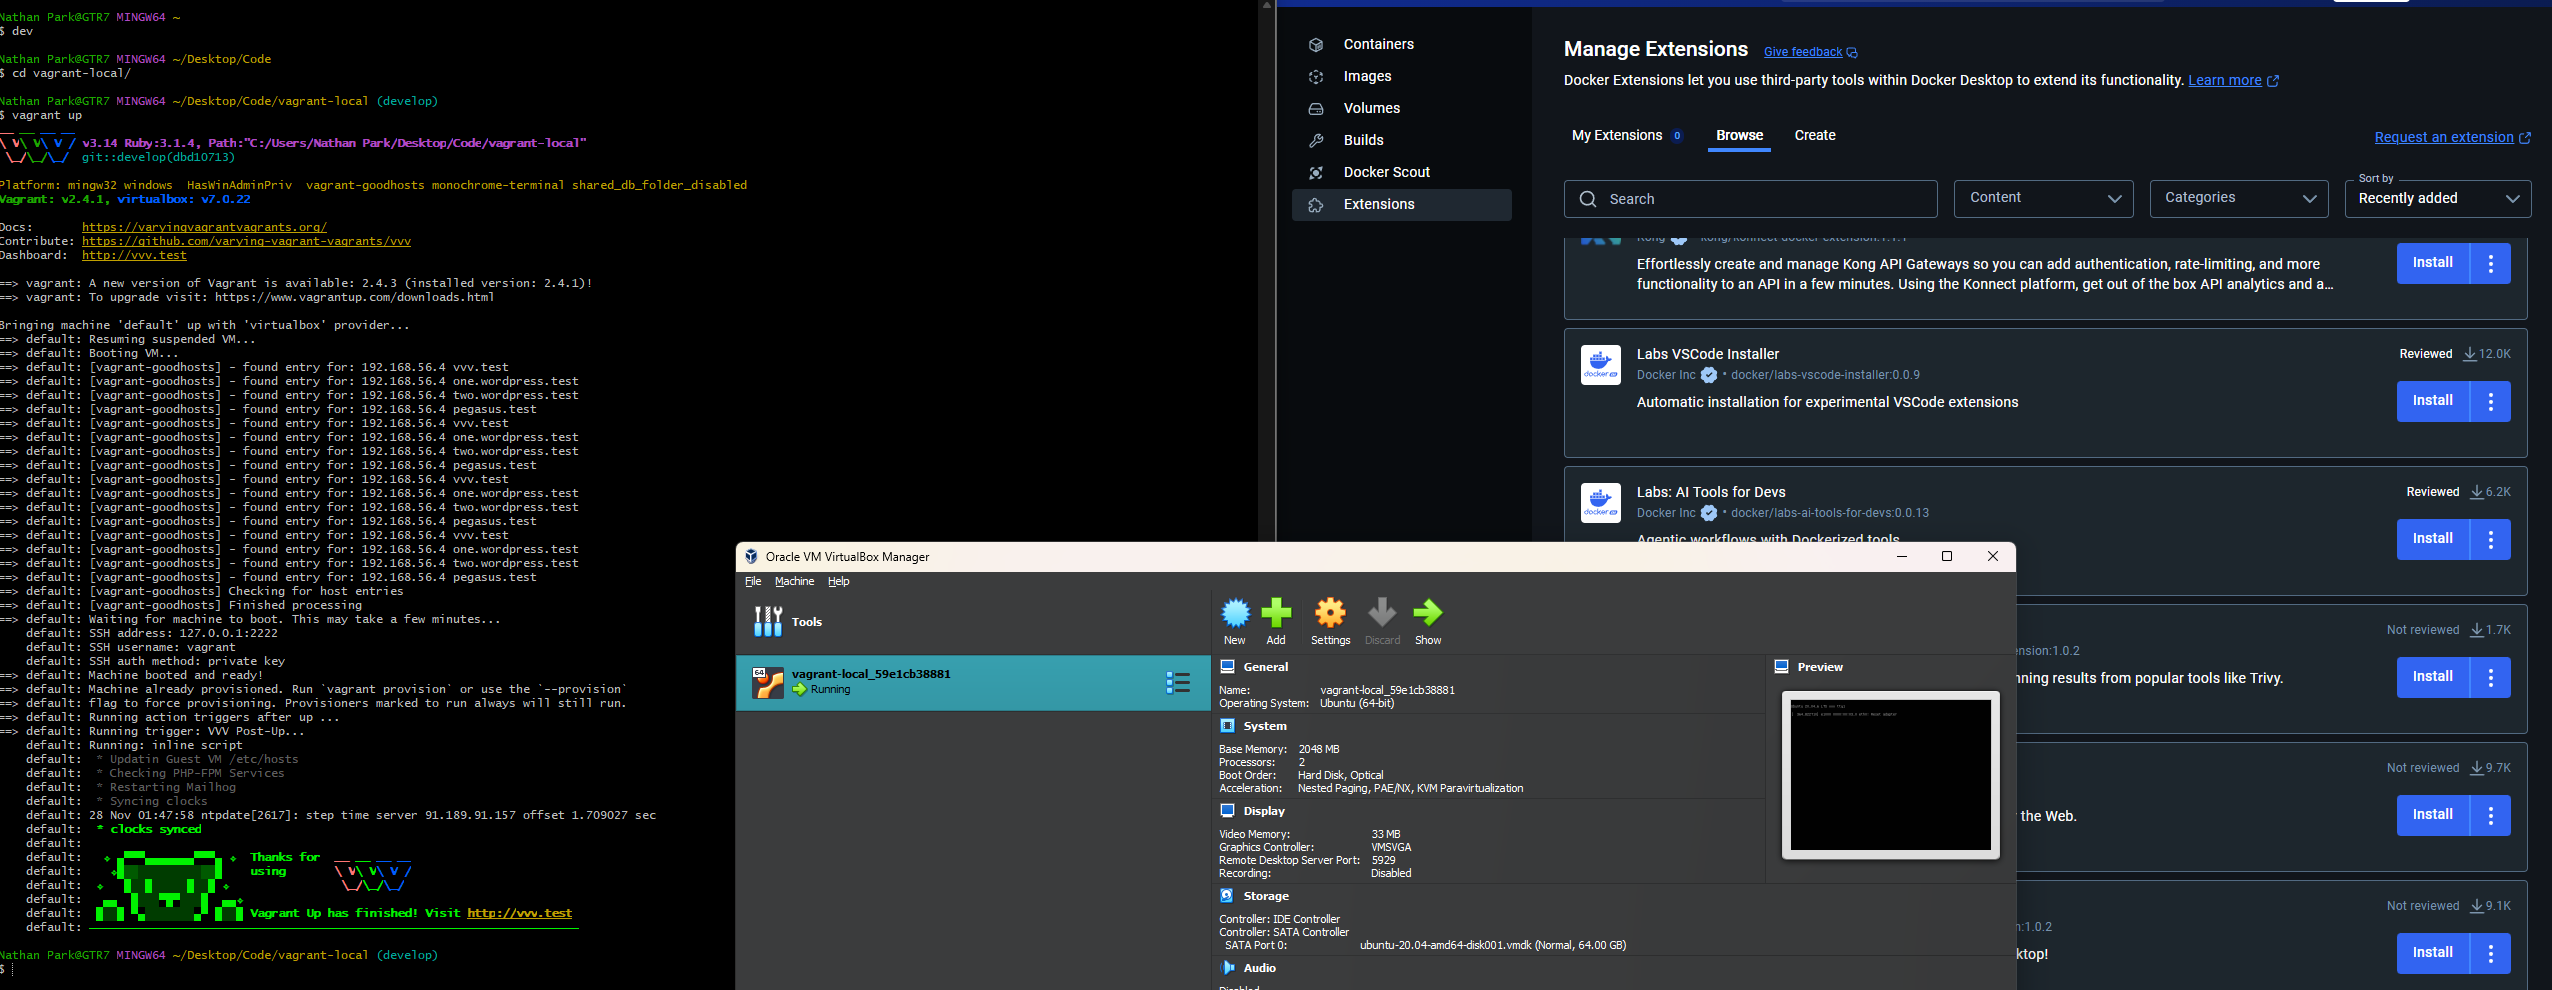 Nathan Park@GTR7 MINGW64 ~
$ dev
Nathan Park@GTR7 MINGW64 ~/Desktop/Code
$ cd vagrant-local/
Nathan Park@GTR7 MINGW64 ~/Desktop/Code/vagrant-local (develop)
$ vagrant up
v3.14 Ruby:3.1.4, Path:"C:/Users/Nathan Park/Desktop/Code/vagrant-local"
git::develop(dbd10713)
Platform: mingw32 windows  HasWinAdminPriv  vagrant-goodhosts monochrome-terminal shared_db_folder_disabled
Vagrant: v2.4.1, virtualbox: v7.0.22
Docs:       https://varyingvagrantvagrants.org/
Contribute: https://github.com/varying-vagrant-vagrants/vvv
Dashboard:  http://vvv.test
==> vagrant: A new version of Vagrant is available: 2.4.3 (installed version: 2.4.1)!
==> vagrant: To upgrade visit: https://www.vagrantup.com/downloads.html
Bringing machine 'default' up with 'virtualbox' provider...
==> default: Resuming suspended VM...
==> default: Booting VM...
==> default: [vagrant-goodhosts] - found entry for: 192.168.56.4 vvv.test
==> default: [vagrant-goodhosts] - found entry for: 192.168.56.4 one.wordpress.test
==> default: [vagrant-goodhosts] - found entry for: 192.168.56.4 two.wordpress.test
==> default: [vagrant-goodhosts] - found entry for: 192.168.56.4 pegasus.test
==> default: [vagrant-goodhosts] - found entry for: 192.168.56.4 vvv.test
==> default: [vagrant-goodhosts] - found entry for: 192.168.56.4 one.wordpress.test
==> default: [vagrant-goodhosts] - found entry for: 192.168.56.4 two.wordpress.test
==> default: [vagrant-goodhosts] - found entry for: 192.168.56.4 pegasus.test
==> default: [vagrant-goodhosts] - found entry for: 192.168.56.4 vvv.test
==> default: [vagrant-goodhosts] - found entry for: 192.168.56.4 one.wordpress.test
==> default: [vagrant-goodhosts] - found entry for: 192.168.56.4 two.wordpress.test
==> default: [vagrant-goodhosts] - found entry for: 192.168.56.4 pegasus.test
==> default: [vagrant-goodhosts] - found entry for: 192.168.56.4 vvv.test
==> default: [vagrant-goodhosts] - found entry for: 192.168.56.4 one.wordpress.test
==> default: [vagrant-goodhosts] - found entry for: 192.168.56.4 two.wordpress.test
==> default: [vagrant-goodhosts] - found entry for: 192.168.56.4 pegasus.test
==> default: [vagrant-goodhosts] Checking for host entries
==> default: [vagrant-goodhosts] Finished processing
==> default: Waiting for machine to boot. This may take a few minutes...
default: SSH address: 127.0.0.1:2222
default: SSH username: vagrant
default: SSH auth method: private key
==> default: Machine booted and ready!
==> default: Machine already provisioned. Run `vagrant provision` or use the `--provision`
==> default: flag to force provisioning. Provisioners marked to run always will still run.
==> default: Running action triggers after up ...
==> default: Running trigger: VVV Post-Up...
default: Running: inline script
default:  * Updatin Guest VM /etc/hosts
default:  * Checking PHP-FPM Services
default:  * Restarting Mailhog
default:  * Syncing clocks
default: 28 Nov 01:47:58 ntpdate[2617]: step time server 91.189.91.157 offset 1.709027 sec
default:  * clocks synced
default:
default: Thanks for
default: using
default:
default:
default: Vagrant Up has finished! Visit http://vvv.test
default:
Nathan Park@GTR7 MINGW64 ~/Desktop/Code/vagrant-local (develop)
$
Containers
Images
Volumes
Builds
Docker Scout
Extensions
Manage Extensions Give feedback
Docker Extensions let you use third-party tools within Docker Desktop to extend its functionality. Learn more
My Extensions 0 Browse Create Request an extension
Search Content Categories Sort by Recently added
Kong kong/konnect-docker-extension:1.1.1
Effortlessly create and manage Kong API Gateways so you can add authentication, rate-limiting, and more
functionality to an API in a few minutes. Using the Konnect platform, get out of the box API analytics and a...
Install
Labs VSCode Installer Reviewed 12.0K
Docker Inc • docker/labs-vscode-installer:0.0.9
Automatic installation for experimental VSCode extensions
Install
Labs: AI Tools for Devs Reviewed 6.2K
Docker Inc • docker/labs-ai-tools-for-devs:0.0.13
Agentic workflows with Dockerized tools
Install
Not reviewed 1.7K
nsion:1.0.2
nning results from popular tools like Trivy.
Install
Not reviewed 9.7K
the Web.
Install
Not reviewed 9.1K
n:1.0.2
ktop!
Install
Oracle VM VirtualBox Manager
File Machine Help
Tools
New Add Settings Discard Show
64
vagrant-local_59e1cb38881
Running
General
Name: vagrant-local_59e1cb38881
Operating System: Ubuntu (64-bit)
System
Base Memory: 2048 MB
Processors: 2
Boot Order: Hard Disk, Optical
Acceleration: Nested Paging, PAE/NX, KVM Paravirtualization
Display
Video Memory: 33 MB
Graphics Controller: VMSVGA
Remote Desktop Server Port: 5929
Recording: Disabled
Storage
Controller: IDE Controller
Controller: SATA Controller
SATA Port 0: ubuntu-20.04-amd64-disk001.vmdk (Normal, 64.00 GB)
Audio
Disabled
Preview